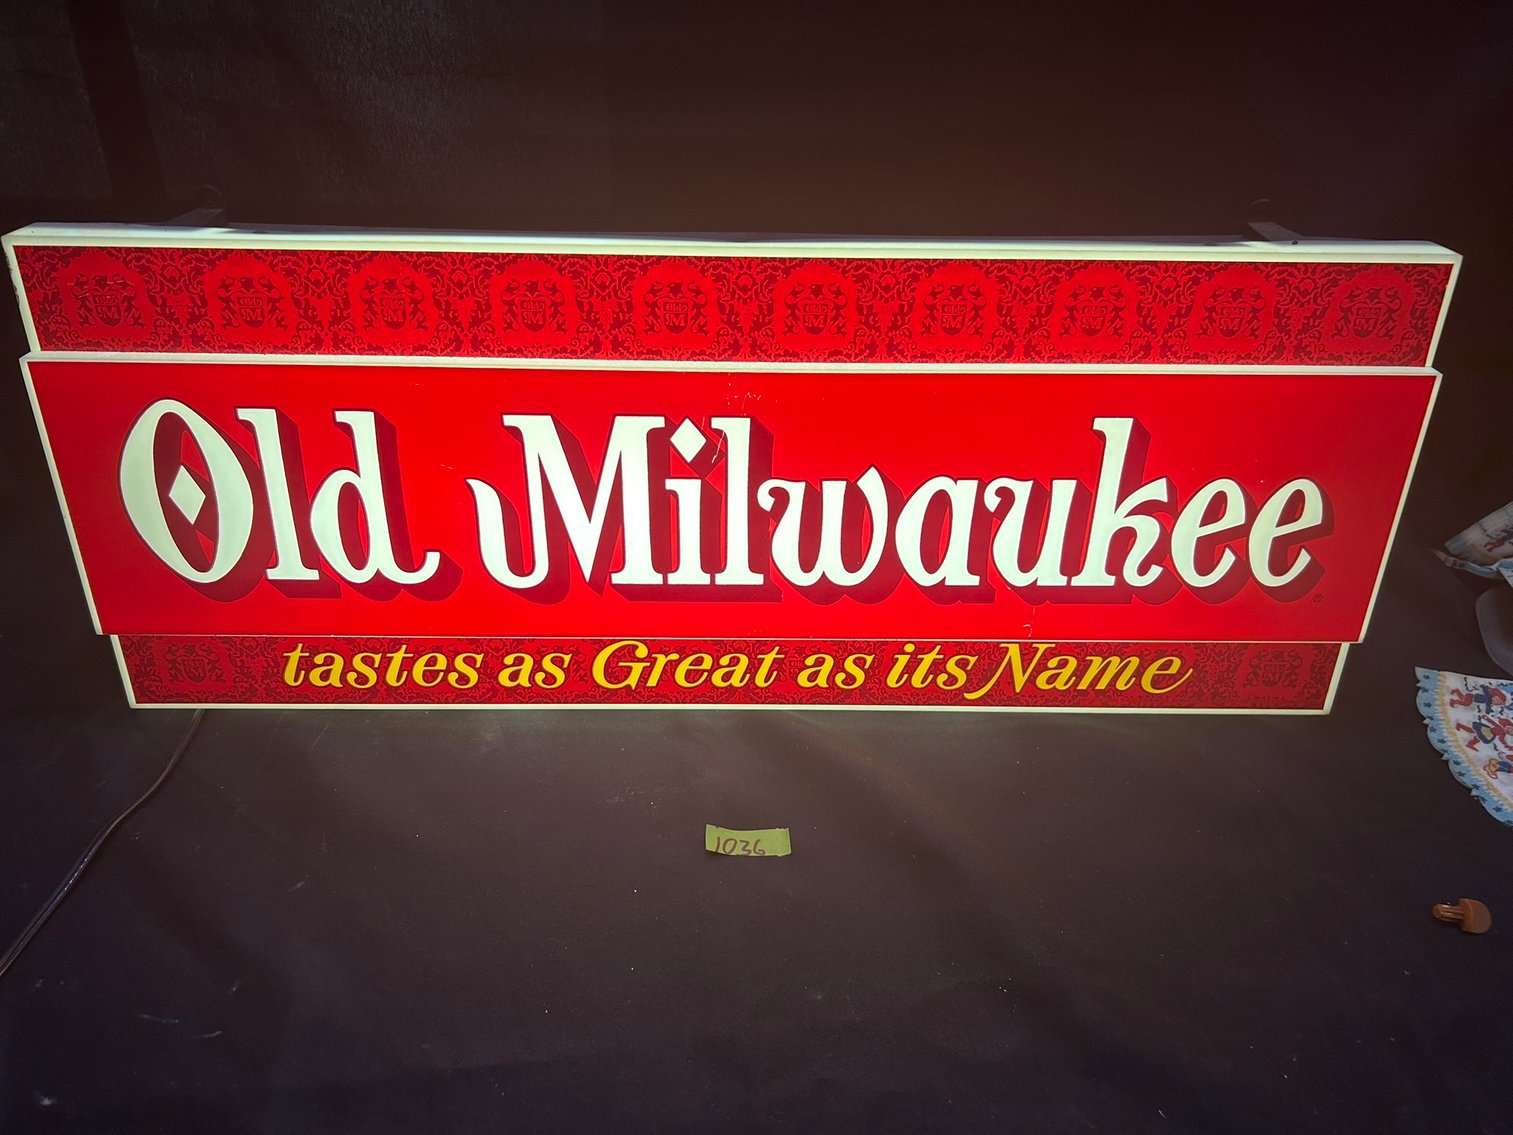 Old Milwaukee
®
tastes as Great as its Name
1036